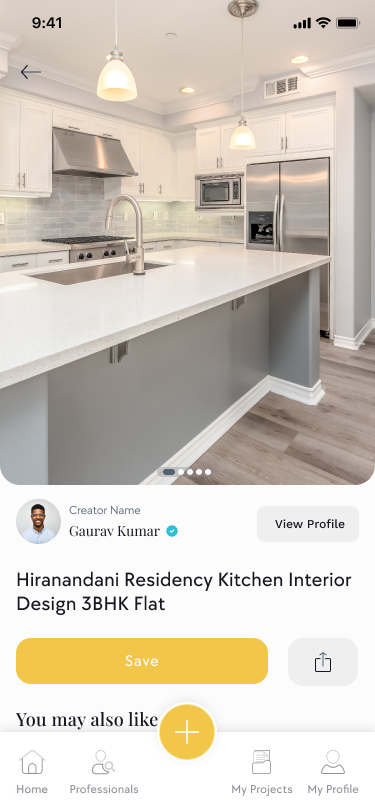 9:41
Creator Name
Gaurav Kumar
View Profile
Hiranandani Residency Kitchen Interior
Design 3BHK Flat
Save
You may also like
Home
Professionals
My Projects
My Profile